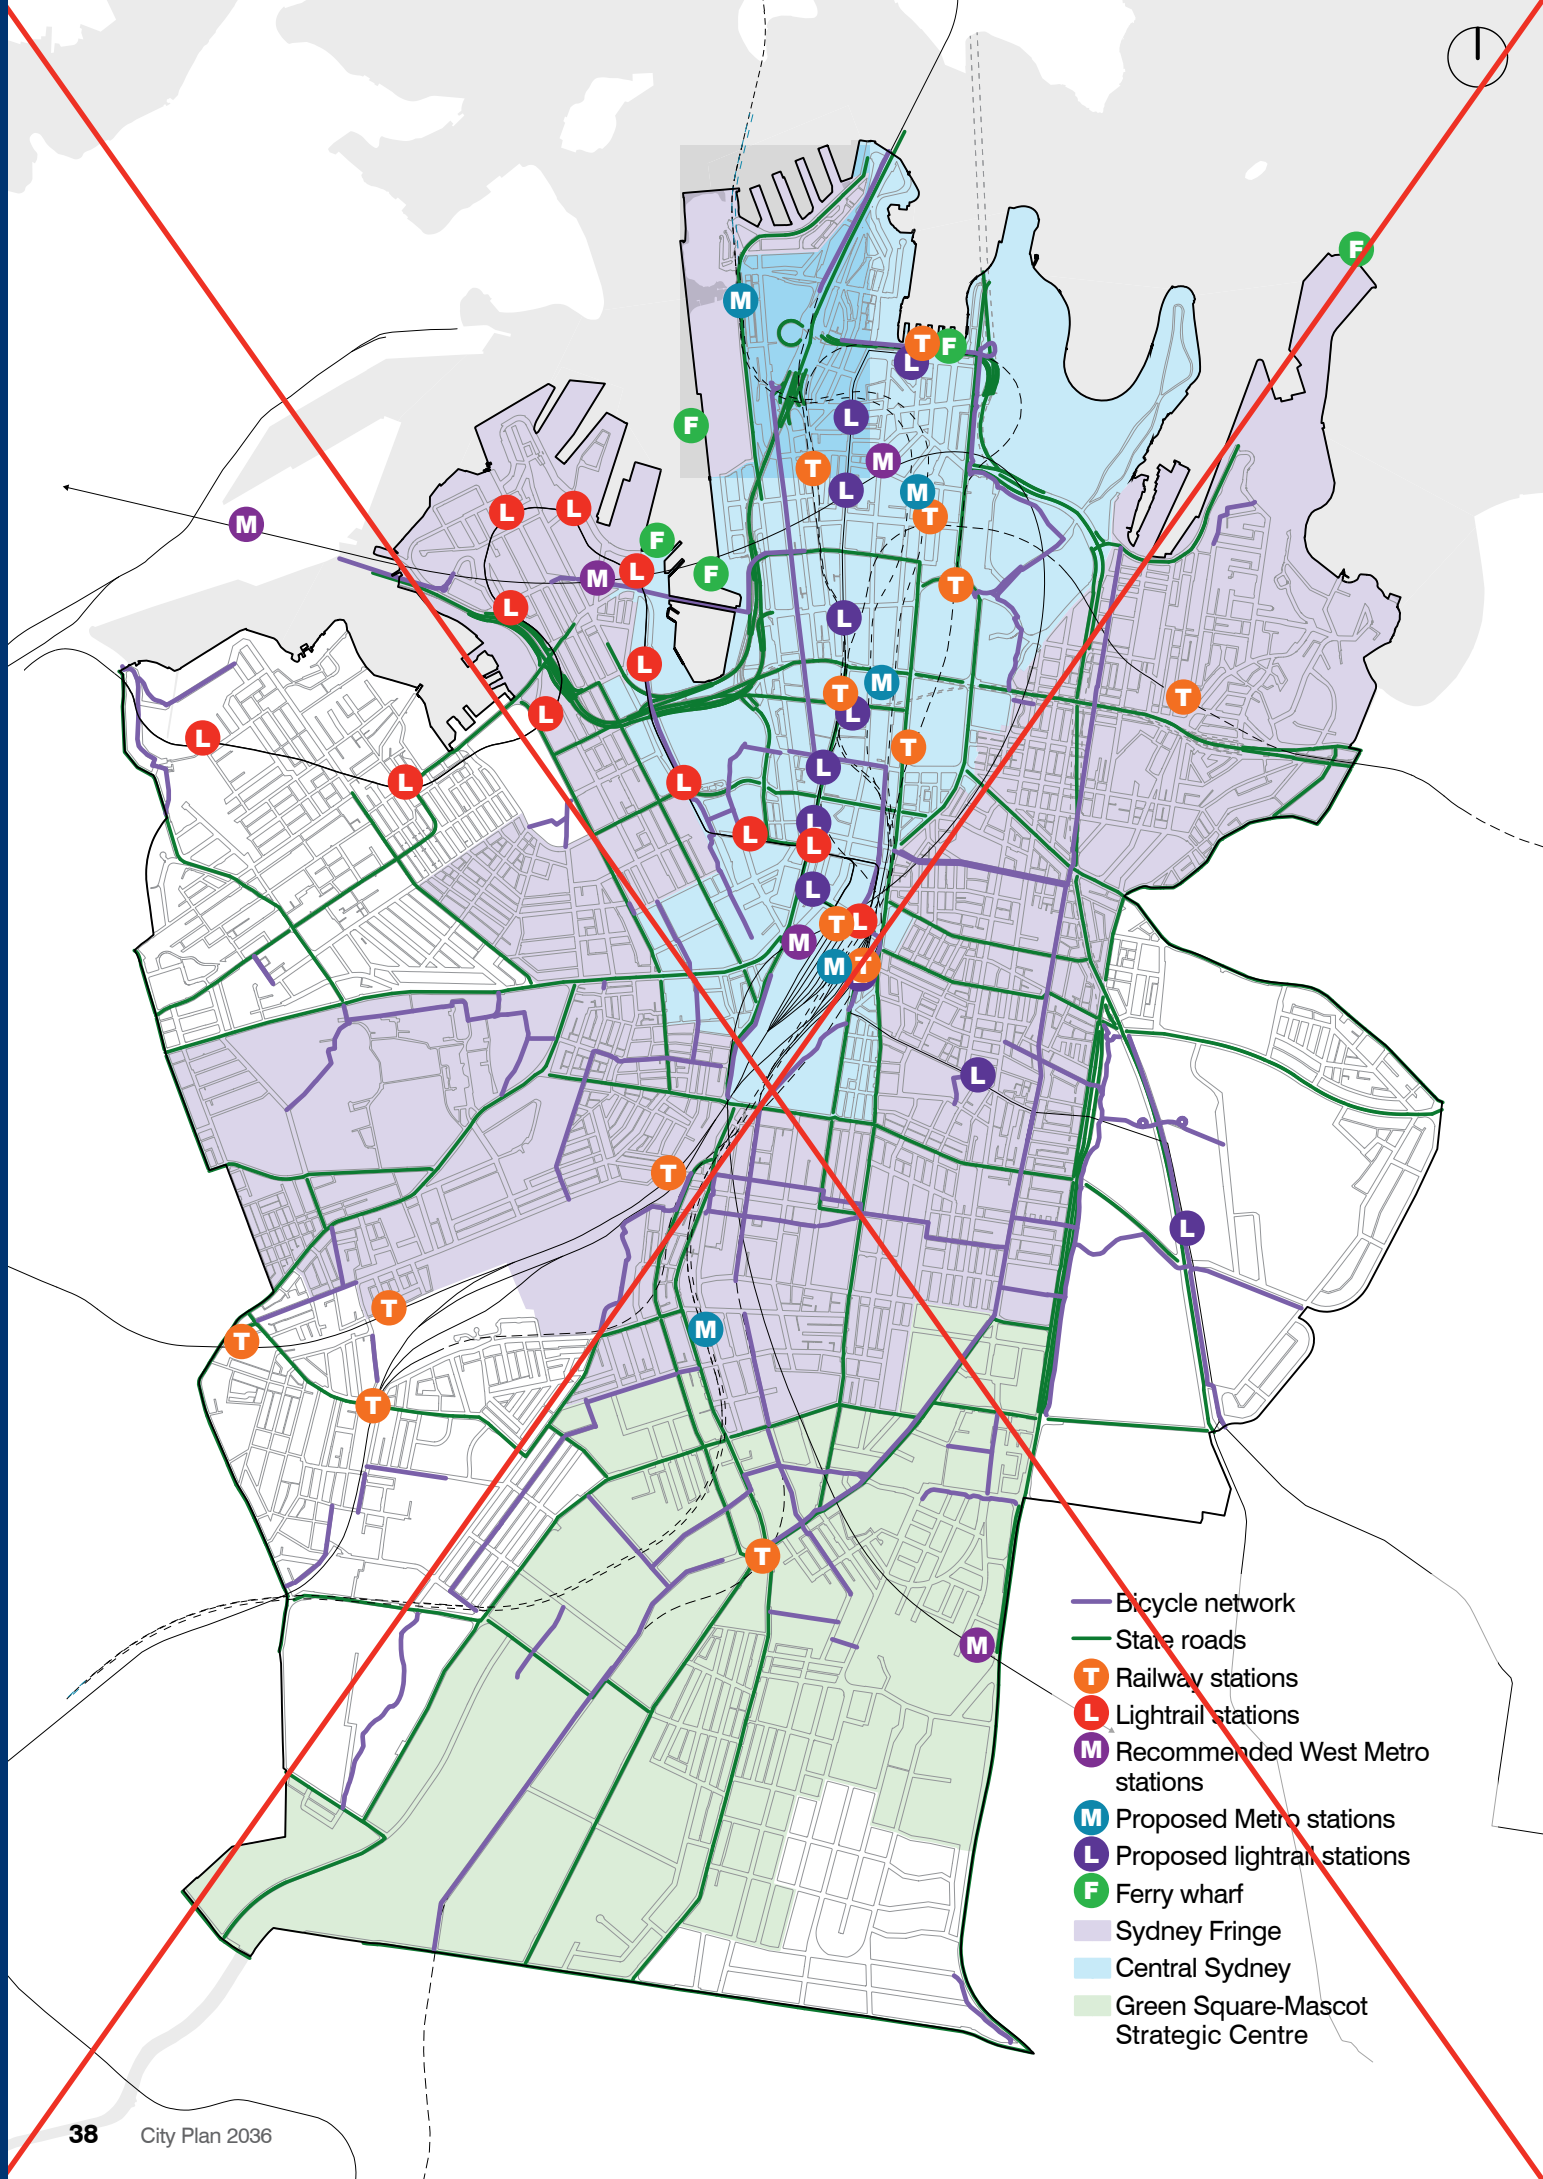 M
F
T
F
L
L
F
T
M
L
M
T
L
L
M
F
M
L
F
T
L
L
L
T
M
T
L
L
L
T
L
L
L
L
L
L
L
T
L
M
M
T
L
T
L
M
T
T
T
T
M
Bicycle network
State roads
T Railway stations
L Lightrail stations
M Recommended West Metro
stations
M Proposed Metro stations
L Proposed lightrail stations
F Ferry wharf
Sydney Fringe
Central Sydney
Green Square-Mascot
Strategic Centre
38 City Plan 2036